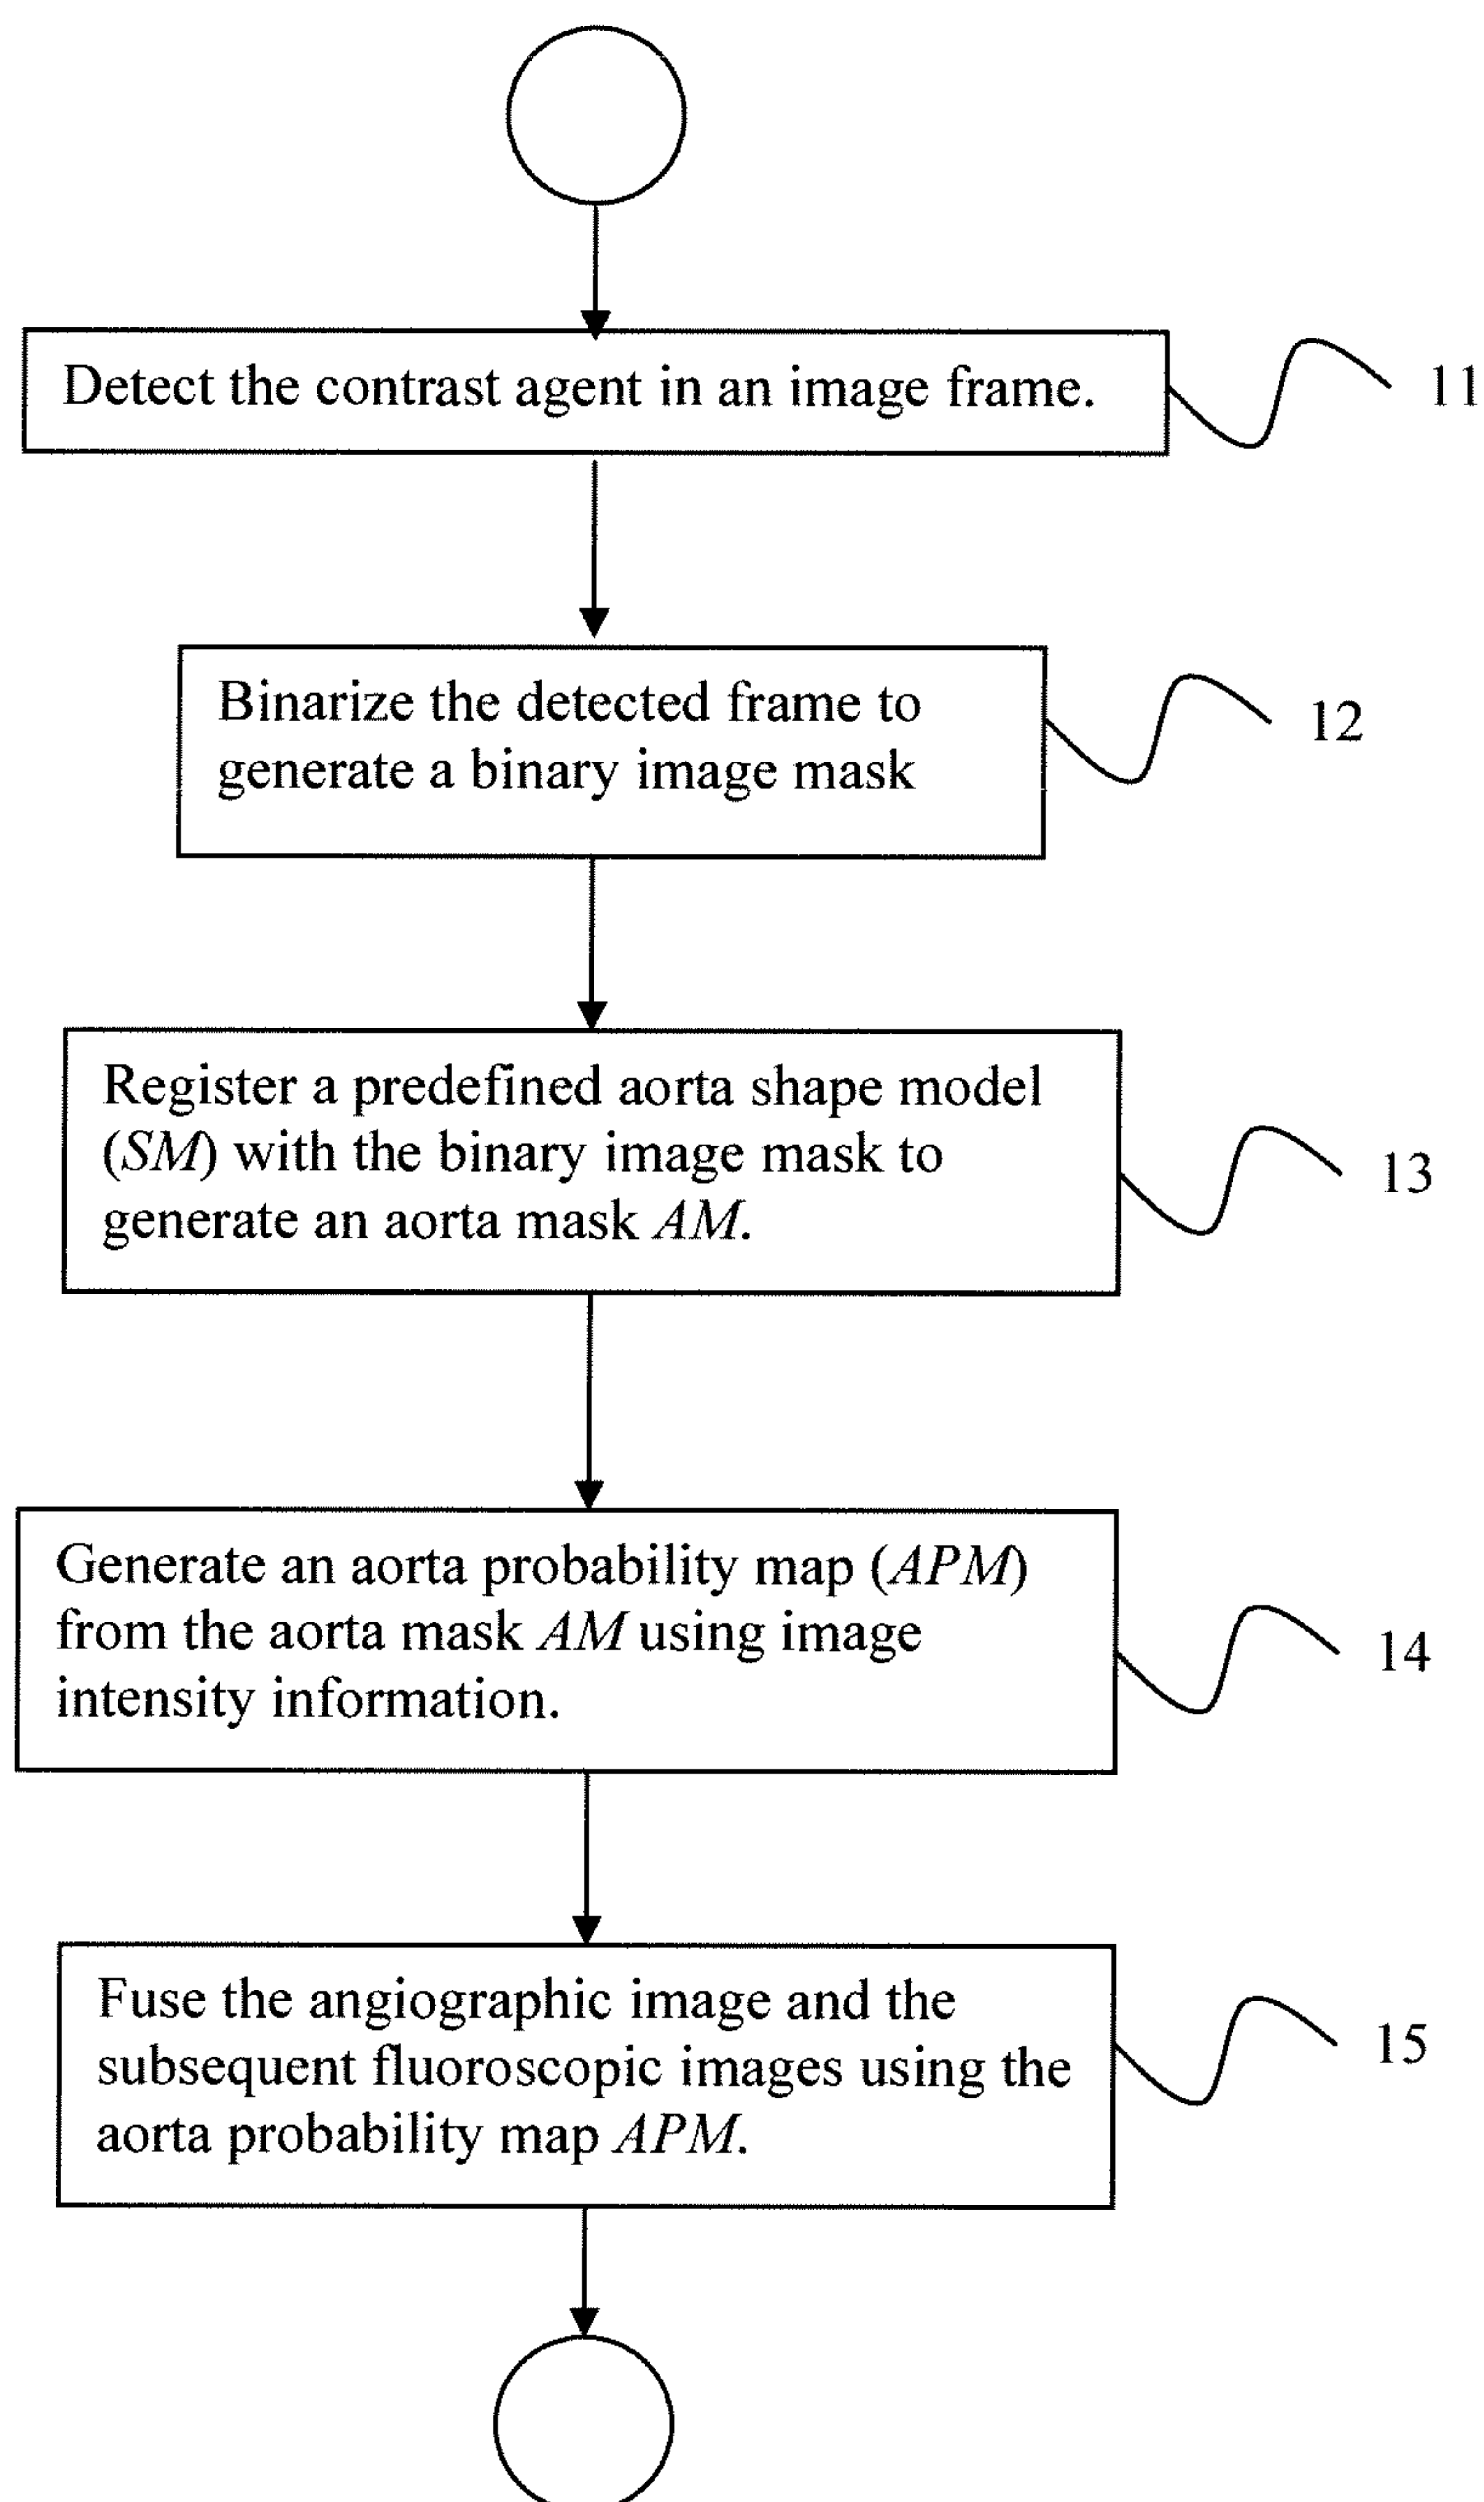 Detect the contrast agent in an image frame.
11
Binarize the detected frame to
generate a binary image mask
12
Register a predefined aorta shape model
(SM) with the binary image mask to
generate an aorta mask AM.
13
Generate an aorta probability map (APM)
from the aorta mask AM using image
intensity information.
14
Fuse the angiographic image and the
subsequent fluoroscopic images using the
aorta probability map APM.
15